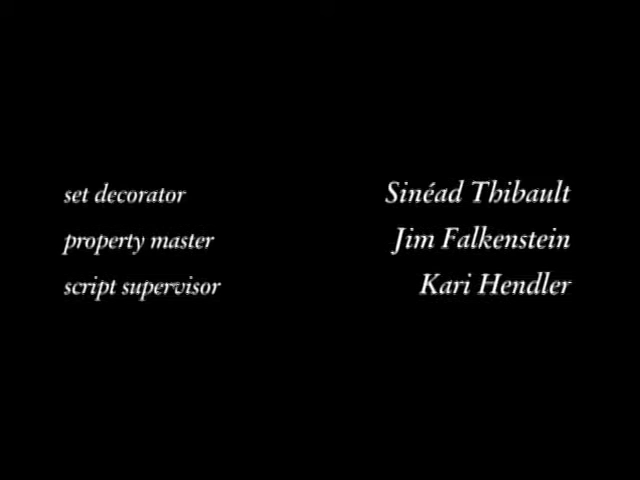 set decorator Sinéad Thibault
property master Jim Falkenstein
script supervisor Kari Hendler